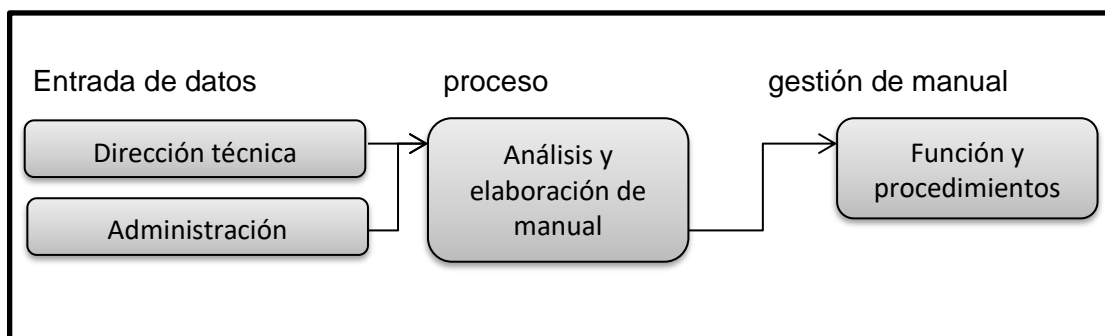 Entrada de datos
proceso
gestión de manual
Dirección técnica
Administración
Análisis y
elaboración de
manual
Función y
procedimientos